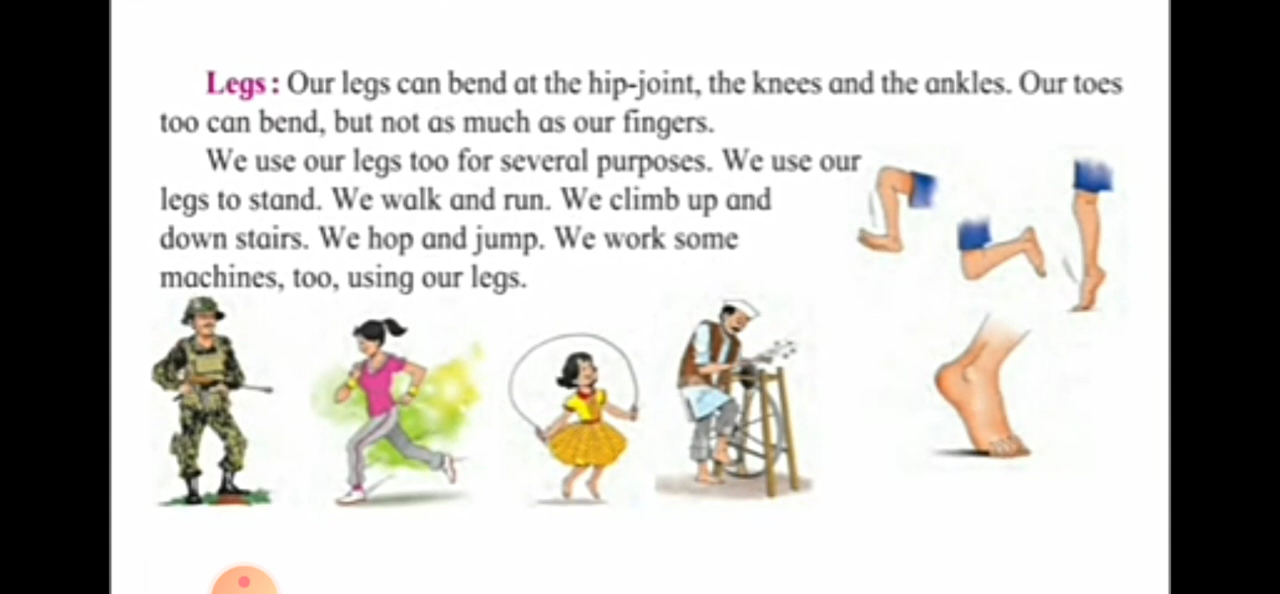 Legs : Our legs can bend at the hip-joint, the knees and the ankles. Our toes
too can bend, but not as much as our fingers.
We use our legs too for several purposes. We use our
legs to stand. We walk and run. We climb up and
down stairs. We hop and jump. We work some
machines, too, using our legs.